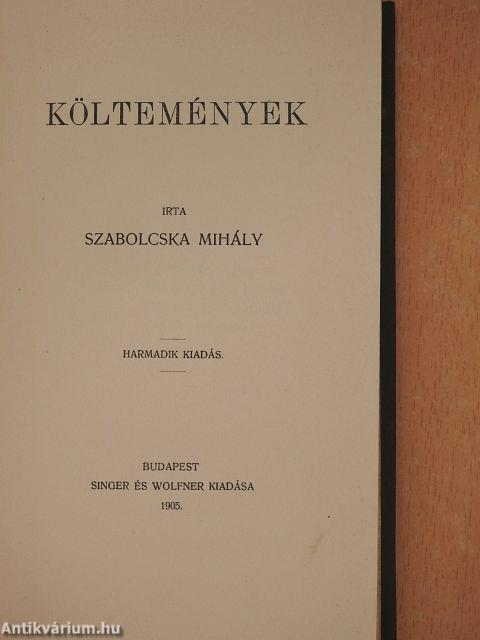 KÖLTEMÉNYEK
IRTA
SZABOLCSKA MIHÁLY
HARMADIK KIADÁS.
BUDAPEST
SINGER ÉS WOLFNER KIADÁSA
1905.
Antikvárium.hu